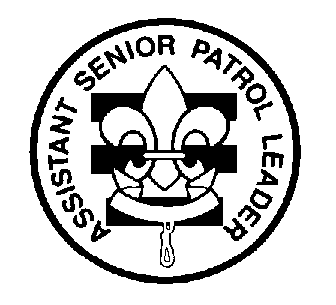 ASSISTANT SENIOR PATROL LEADER